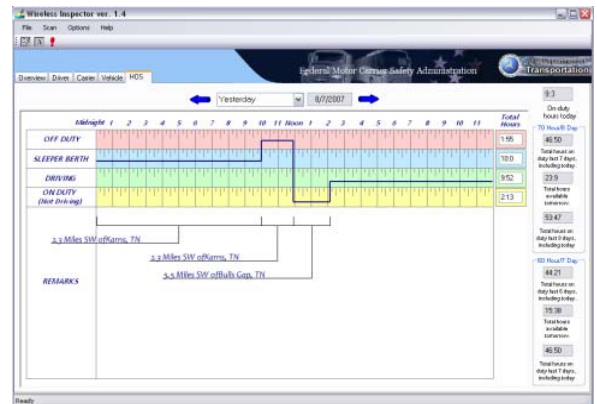 Wireless Inspector ver. 1.4
File Scan Options Help
Federal Motor Carrier Safety Administration
Transportation
Overview Driver Carrier Vehicle HOS
Yesterday 8/7/2007
Midnight 1 2 3 4 5 6 7 8 9 10 11 Noon 1 2 3 4 5 6 7 8 9 10 11 Total Hours
OFF DUTY 1:55
SLEEPER BERTH 10:0
DRIVING 9:52
ON DUTY (Not Driving) 2:13
2.3 Miles SW ofKarns, TN
2.3 Miles SW ofKarns, TN
5.5 Miles SW ofBulls Gap, TN
REMARKS
9:3
On-duty
hours today
70 Hour/8 Day
46:50
Total hours on
duty last 7 days,
including today.
23:9
Total hours
available
tomorrow.
53:47
Total hours on
duty last 8 days,
including today.
60 Hour/7 Day
44:21
Total hours on
duty last 6 days,
including today.
15:38
Total hours
available
tomorrow.
46:50
Total hours on
duty last 7 days,
including today.
Ready